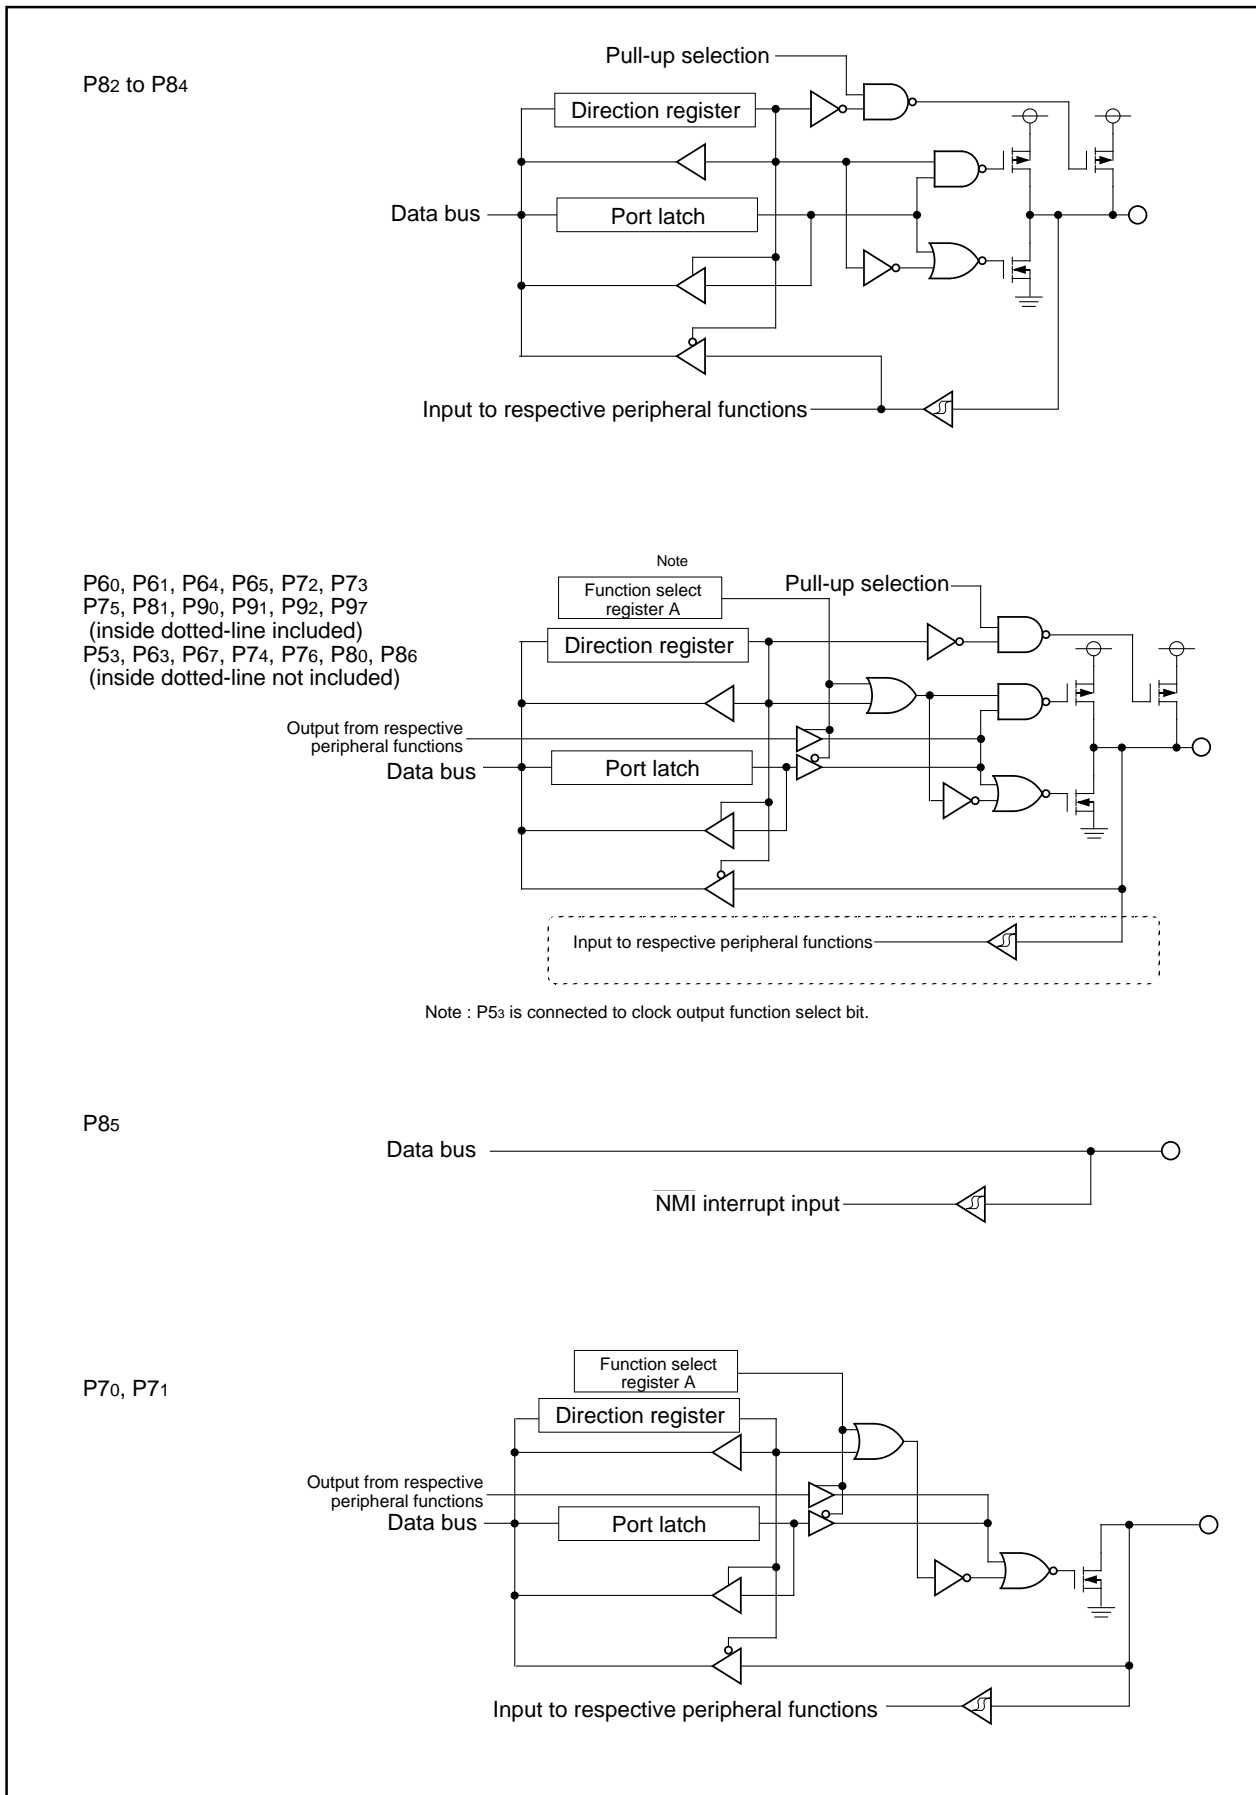 Pull-up selection
P82 to P84
Direction register
Data bus
Port latch
Input to respective peripheral functions
Note
P60, P61, P64, P65, P72, P73
P75, P81, P90, P91, P92, P97
(inside dotted-line included)
P53, P63, P67, P74, P76, P80, P86
(inside dotted-line not included)
Function select
register A
Pull-up selection
Direction register
Output from respective
peripheral functions
Data bus
Port latch
Input to respective peripheral functions
Note : P53 is connected to clock output function select bit.
P85
Data bus
NMI interrupt input
P70, P71
Function select
register A
Direction register
Output from respective
peripheral functions
Data bus
Port latch
Input to respective peripheral functions